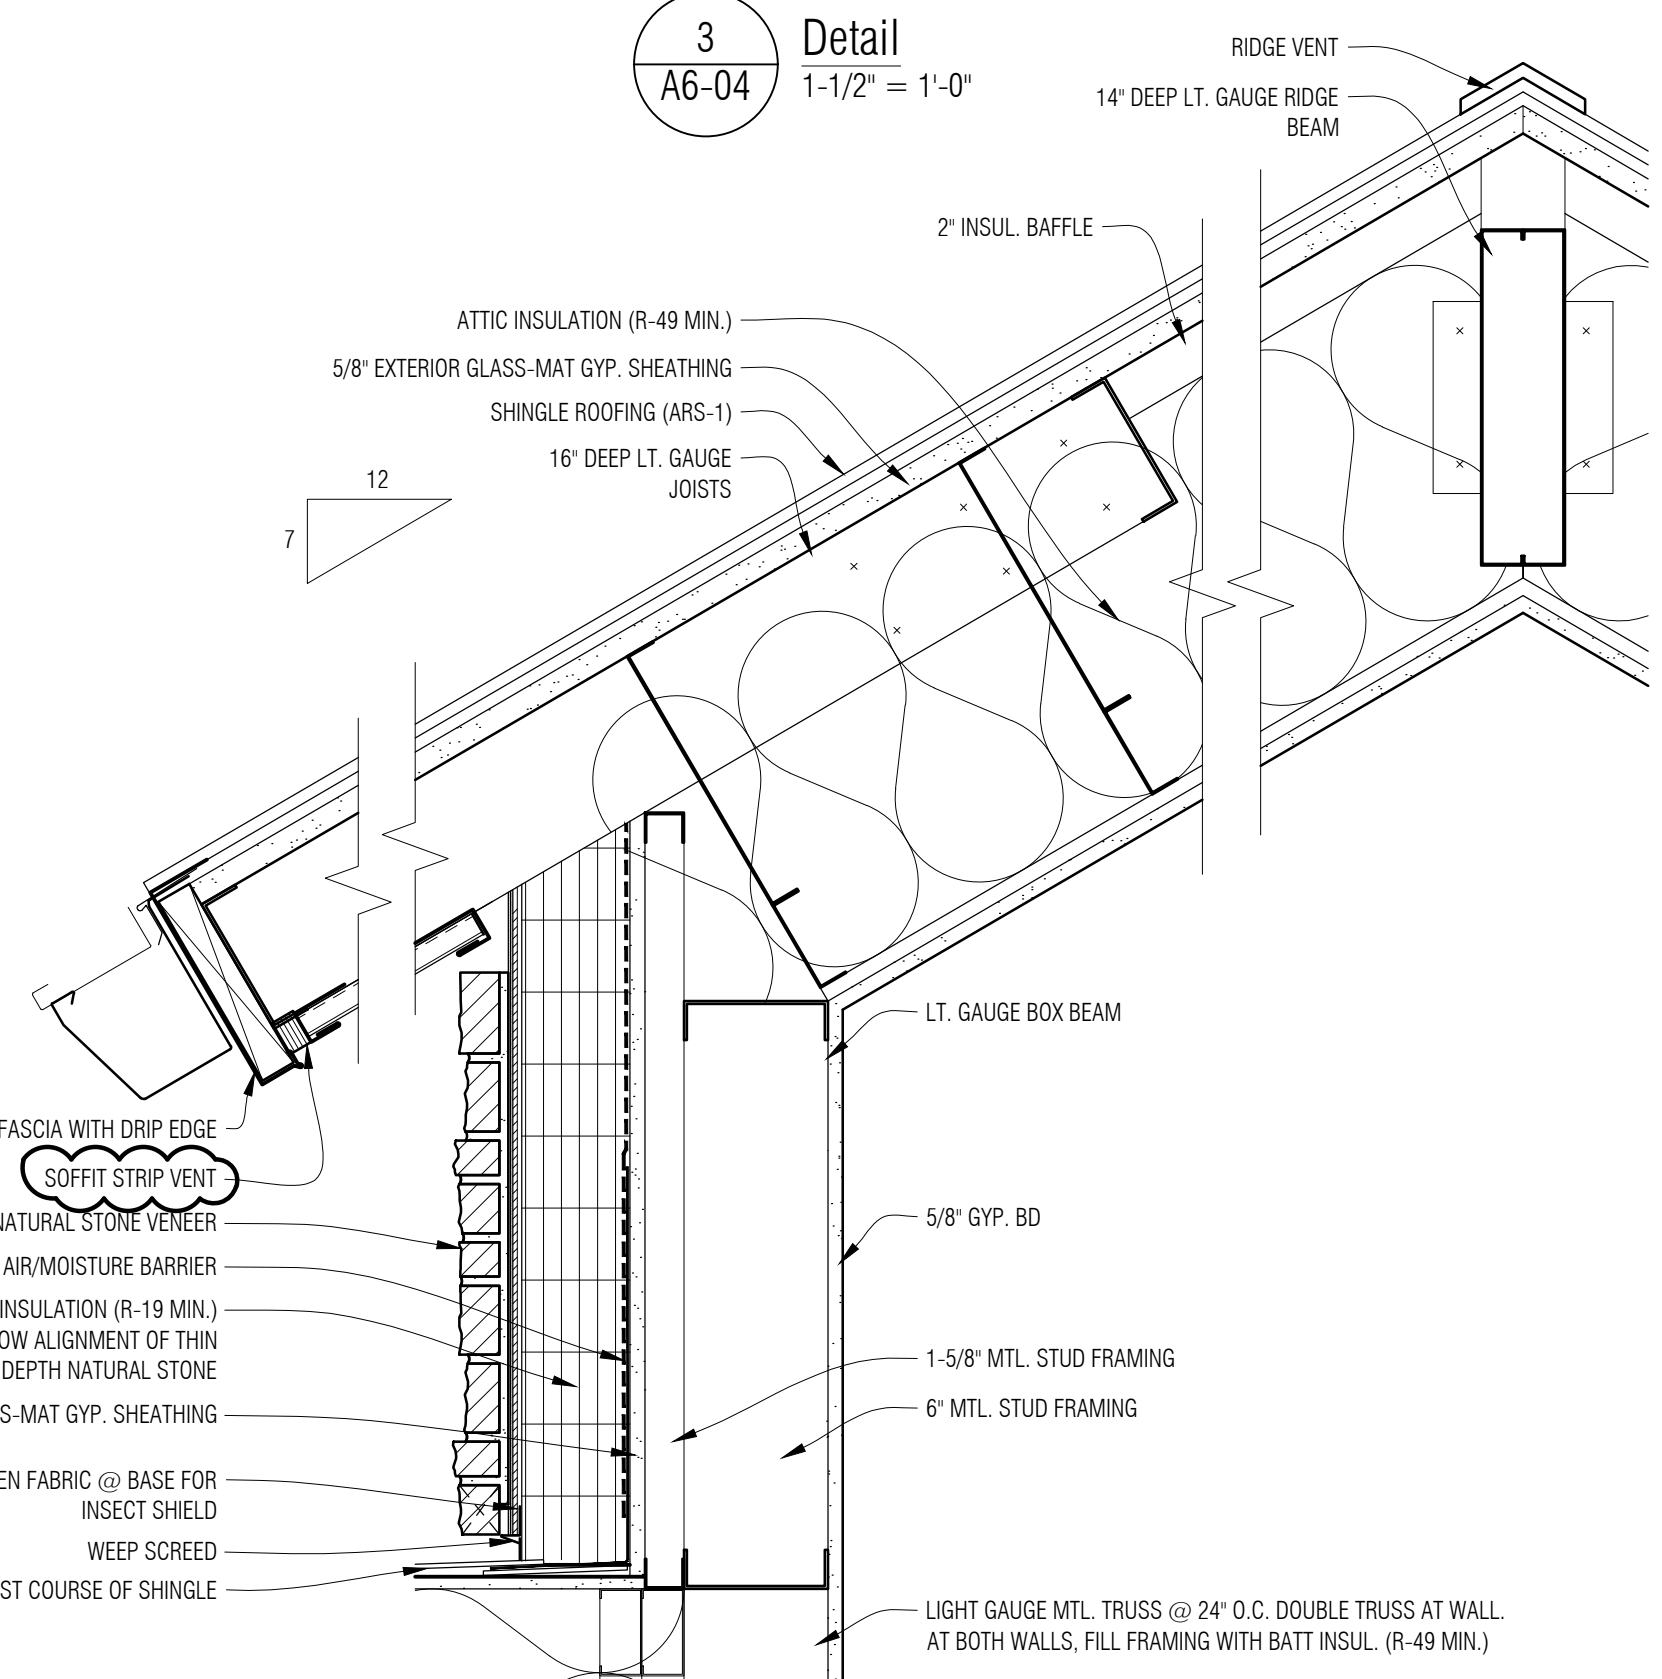 3
A6-04
Detail
1-1/2" = 1'-0"
RIDGE VENT
14" DEEP LT. GAUGE RIDGE
BEAM
2" INSUL. BAFFLE
ATTIC INSULATION (R-49 MIN.)
5/8" EXTERIOR GLASS-MAT GYP. SHEATHING
SHINGLE ROOFING (ARS-1)
16" DEEP LT. GAUGE
JOISTS
12
7
FASCIA WITH DRIP EDGE
SOFFIT STRIP VENT
NATURAL STONE VENEER
AIR/MOISTURE BARRIER
INSULATION (R-19 MIN.)
ALIGNMENT OF THIN
DEPTH NATURAL STONE
GYP. SHEATHING
FABRIC @ BASE FOR
INSECT SHIELD
WEEP SCREED
COURSE OF SHINGLE
LT. GAUGE BOX BEAM
5/8" GYP. BD
1-5/8" MTL. STUD FRAMING
6" MTL. STUD FRAMING
LIGHT GAUGE MTL. TRUSS @ 24" O.C. DOUBLE TRUSS AT WALL.
AT BOTH WALLS, FILL FRAMING WITH BATT INSUL. (R-49 MIN.)